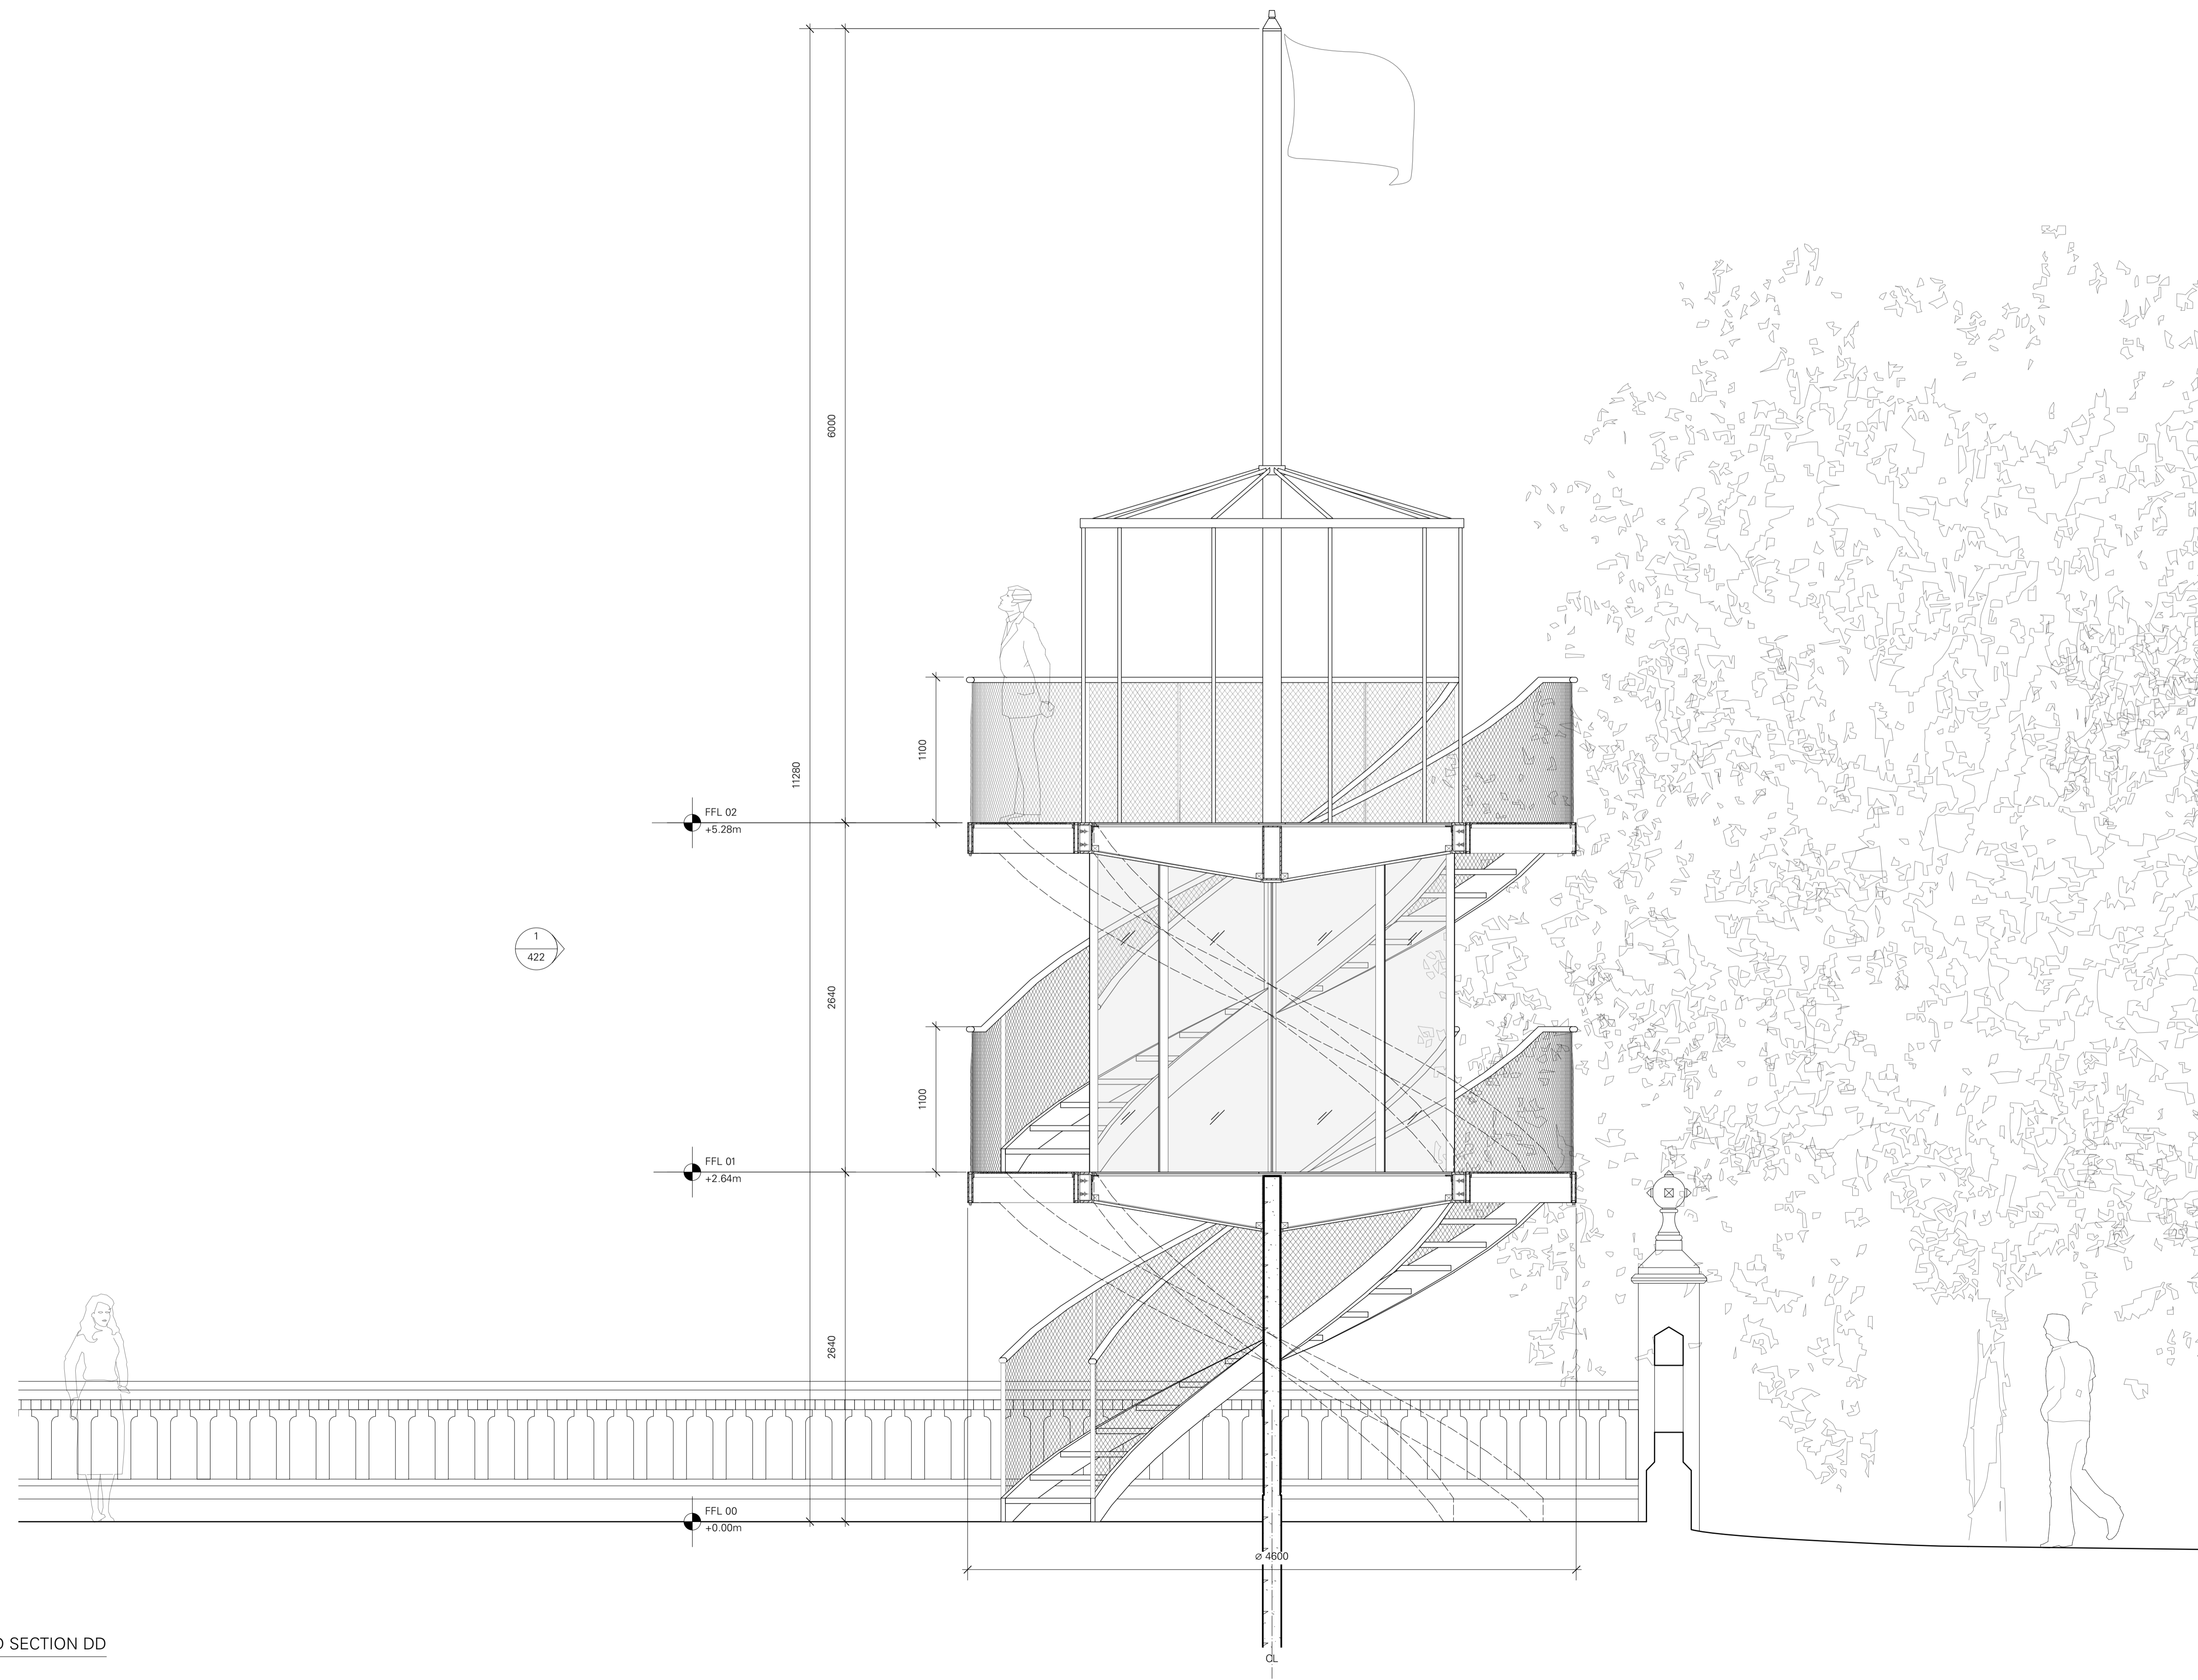 6000
11280
1100
FFL 02
+5.28m
1
422
2640
1100
FFL 01
+2.64m
2640
FFL 00
+0.00m
⌀ 4600
SECTION DD
CL